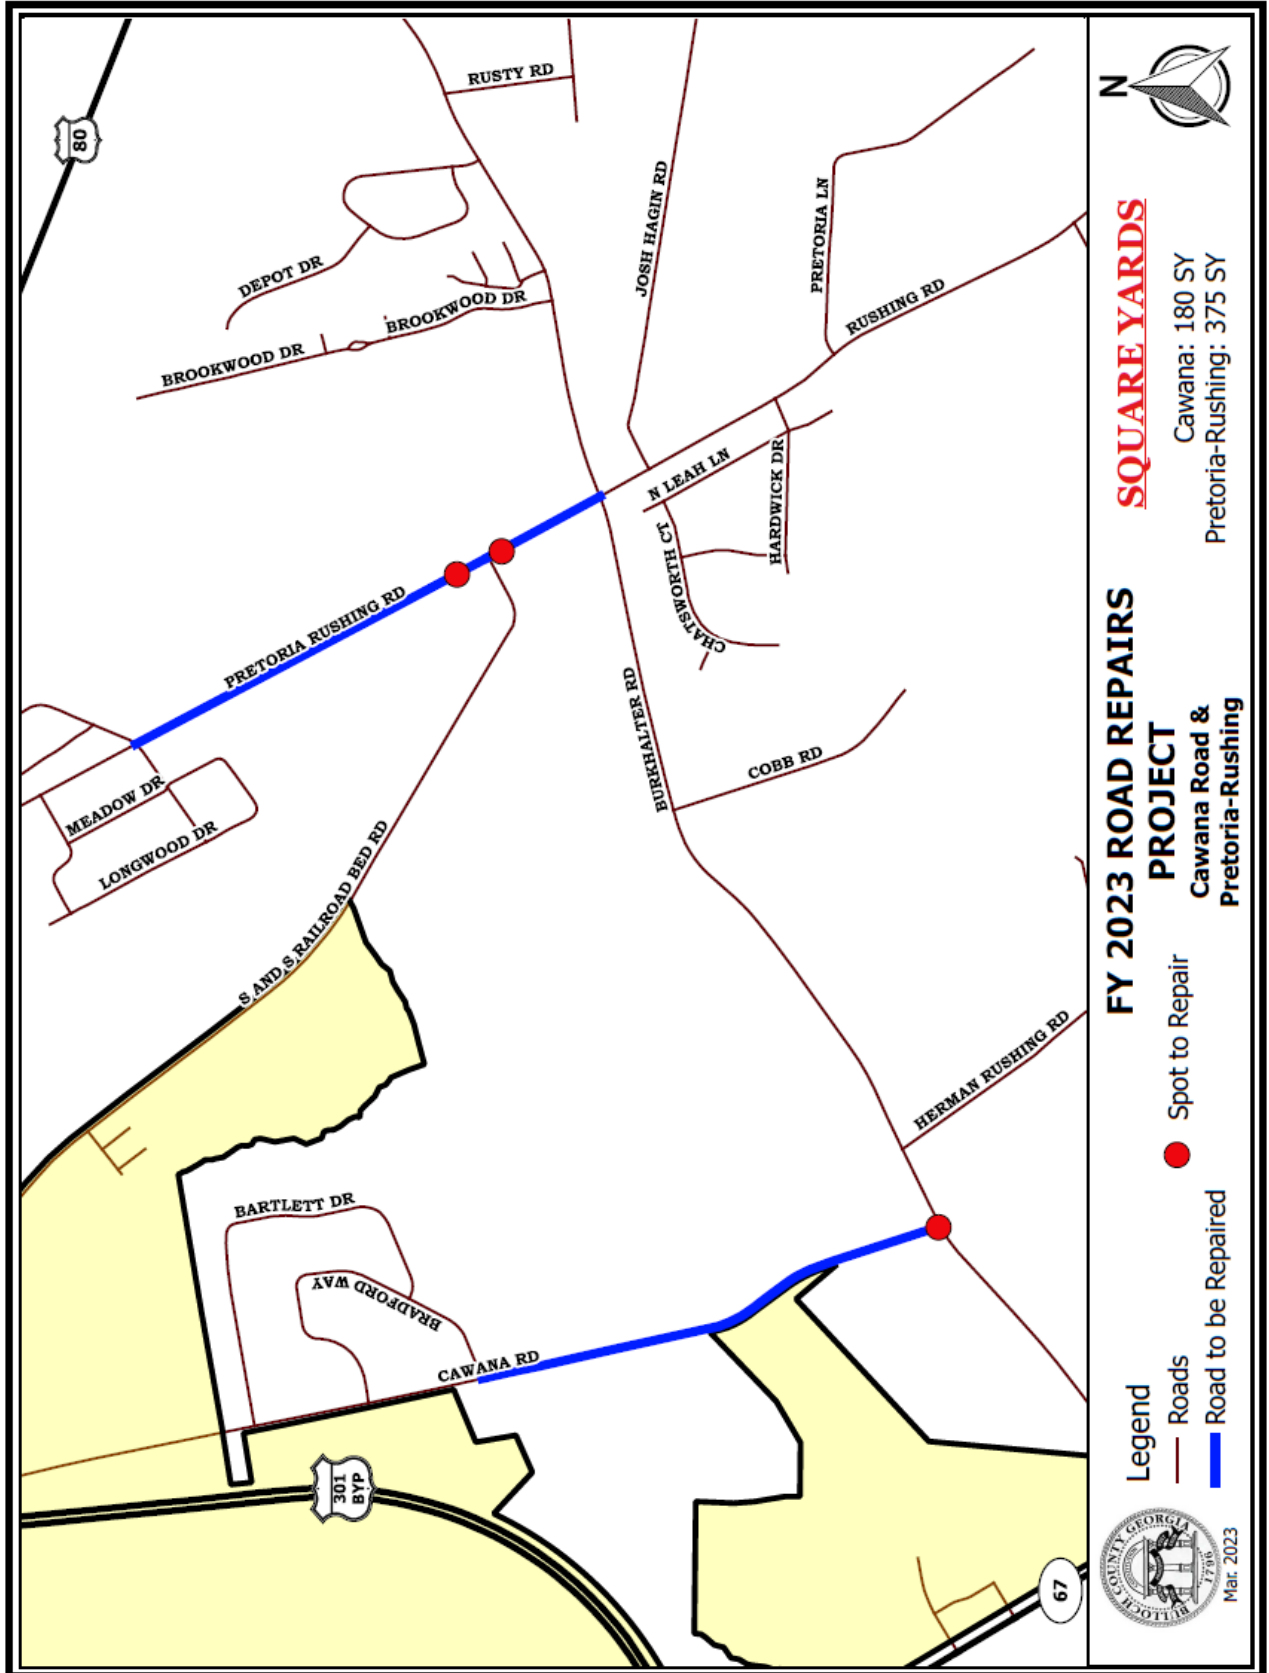 80
RUSTY RD
DEPOT DR
BROOKWOOD DR
BROOKWOOD DR
JOSH HAGIN RD
PRETORIA LN
RUSHING RD
N LEAH LN
HARDWICK DR
CHATSWORTH CT
PRETORIA RUSHING RD
BURKHALTER RD
COBB RD
MEADOW DR
LONGWOOD DR
S AND S RAILROAD BED RD
HERMAN RUSHING RD
BARTLETT DR
BRADFORD WAY
CAWANA RD
301
BYP
67
BULLOCH COUNTY GEORGIA
1796
Mar. 2023
Legend
Roads
Road to be Repaired
Spot to Repair
FY 2023 ROAD REPAIRS
PROJECT
Cawana Road &
Pretoria-Rushing
SQUARE YARDS
Cawana: 180 SY
Pretoria-Rushing: 375 SY
N